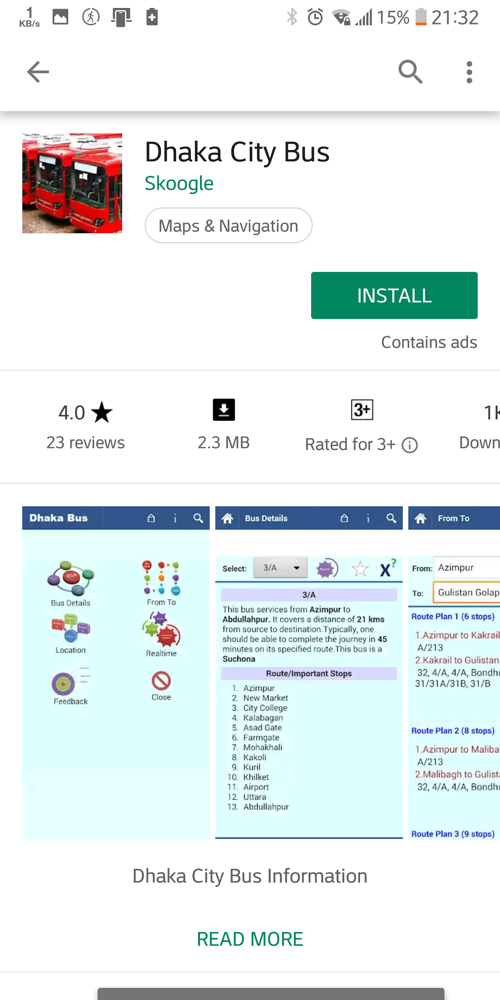 1
KB/s
15%
21:32
Dhaka City Bus
Skoogle
Maps & Navigation
INSTALL
Contains ads
4.0
23 reviews
2.3 MB
3+
Rated for 3+
1k
Down
Dhaka Bus
45A
Bus Details
From To
Location
Realtime
Feedback
Close
Bus Details
Select:
3/A
Reverse
X?
3/A
This bus services from Azimpur to
Abdullahpur. It covers a distance of 21 kms
from source to destination.Typically, one
should be able to complete the journey in 45
minutes on its specified route.This bus is a
Suchona
Route/Important Stops
1. Azimpur
2. New Market
3. City College
4. Kalabagan
5. Asad Gate
6. Farmgate
7. Mohakhali
8. Kakoli
9. Kuril
10. Khilket
11. Airport
12. Uttara
13. Abdullahpur
From To
From: Azimpur
To: Gulistan Golap
Route Plan 1 (6 stops)
1.Azimpur to Kakrail
A/213
2.Kakrail to Gulistan
32, 4/A, 4/A, Bondhu
31/31A/31B, 31/B
Route Plan 2 (8 stops)
1.Azimpur to Maliba
A/213
2.Malibagh to Gulist
32, 4/A, 4/A, Bondhu
Route Plan 3 (9 stops)
Dhaka City Bus Information
READ MORE